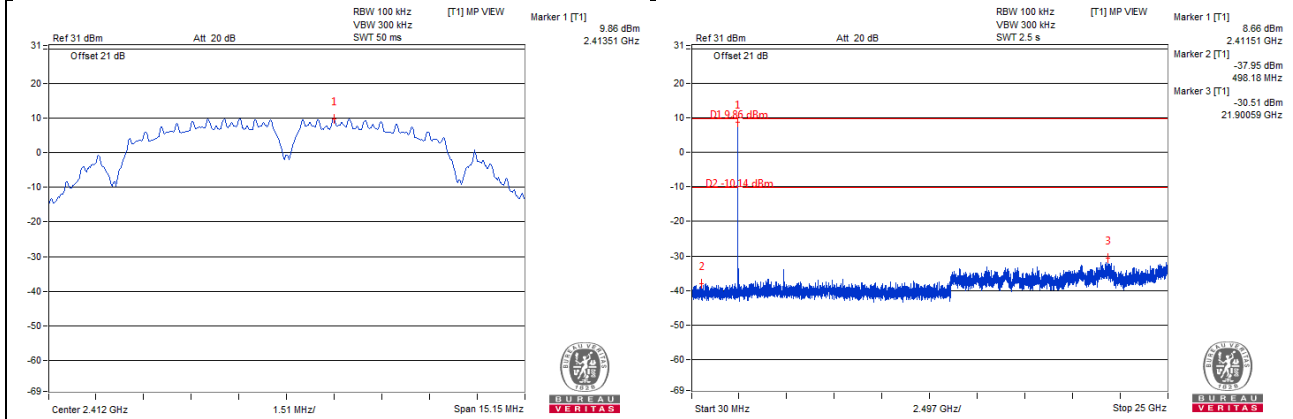 RBW 100 kHz [T1] MP VIEW
VBW 300 kHz
Ref 31 dBm Att 20 dB SWT 50 ms
Marker 1 [T1]
9.86 dBm
2.41351 GHz
31
Offset 21 dB
20
10
0
-10
-20
-30
-40
-50
-60
-69
1
Center 2.412 GHz 1.51 MHz/ Span 15.15 MHz
BUREAU VERITAS
1828
BUREAU
VERITAS
RBW 100 kHz [T1] MP VIEW
VBW 300 kHz
Ref 31 dBm Att 20 dB SWT 2.5 s
Marker 1 [T1]
8.66 dBm
2.41151 GHz
Marker 2 [T1]
-37.95 dBm
498.18 MHz
Marker 3 [T1]
-30.51 dBm
21.90059 GHz
31
Offset 21 dB
20
10
0
-10
-20
-30
-40
-50
-60
-69
1
D1 9.86 dBm
D2 -10.14 dBm
2
3
Start 30 MHz 2.497 GHz/ Stop 25 GHz
BUREAU VERITAS
1828
BUREAU
VERITAS